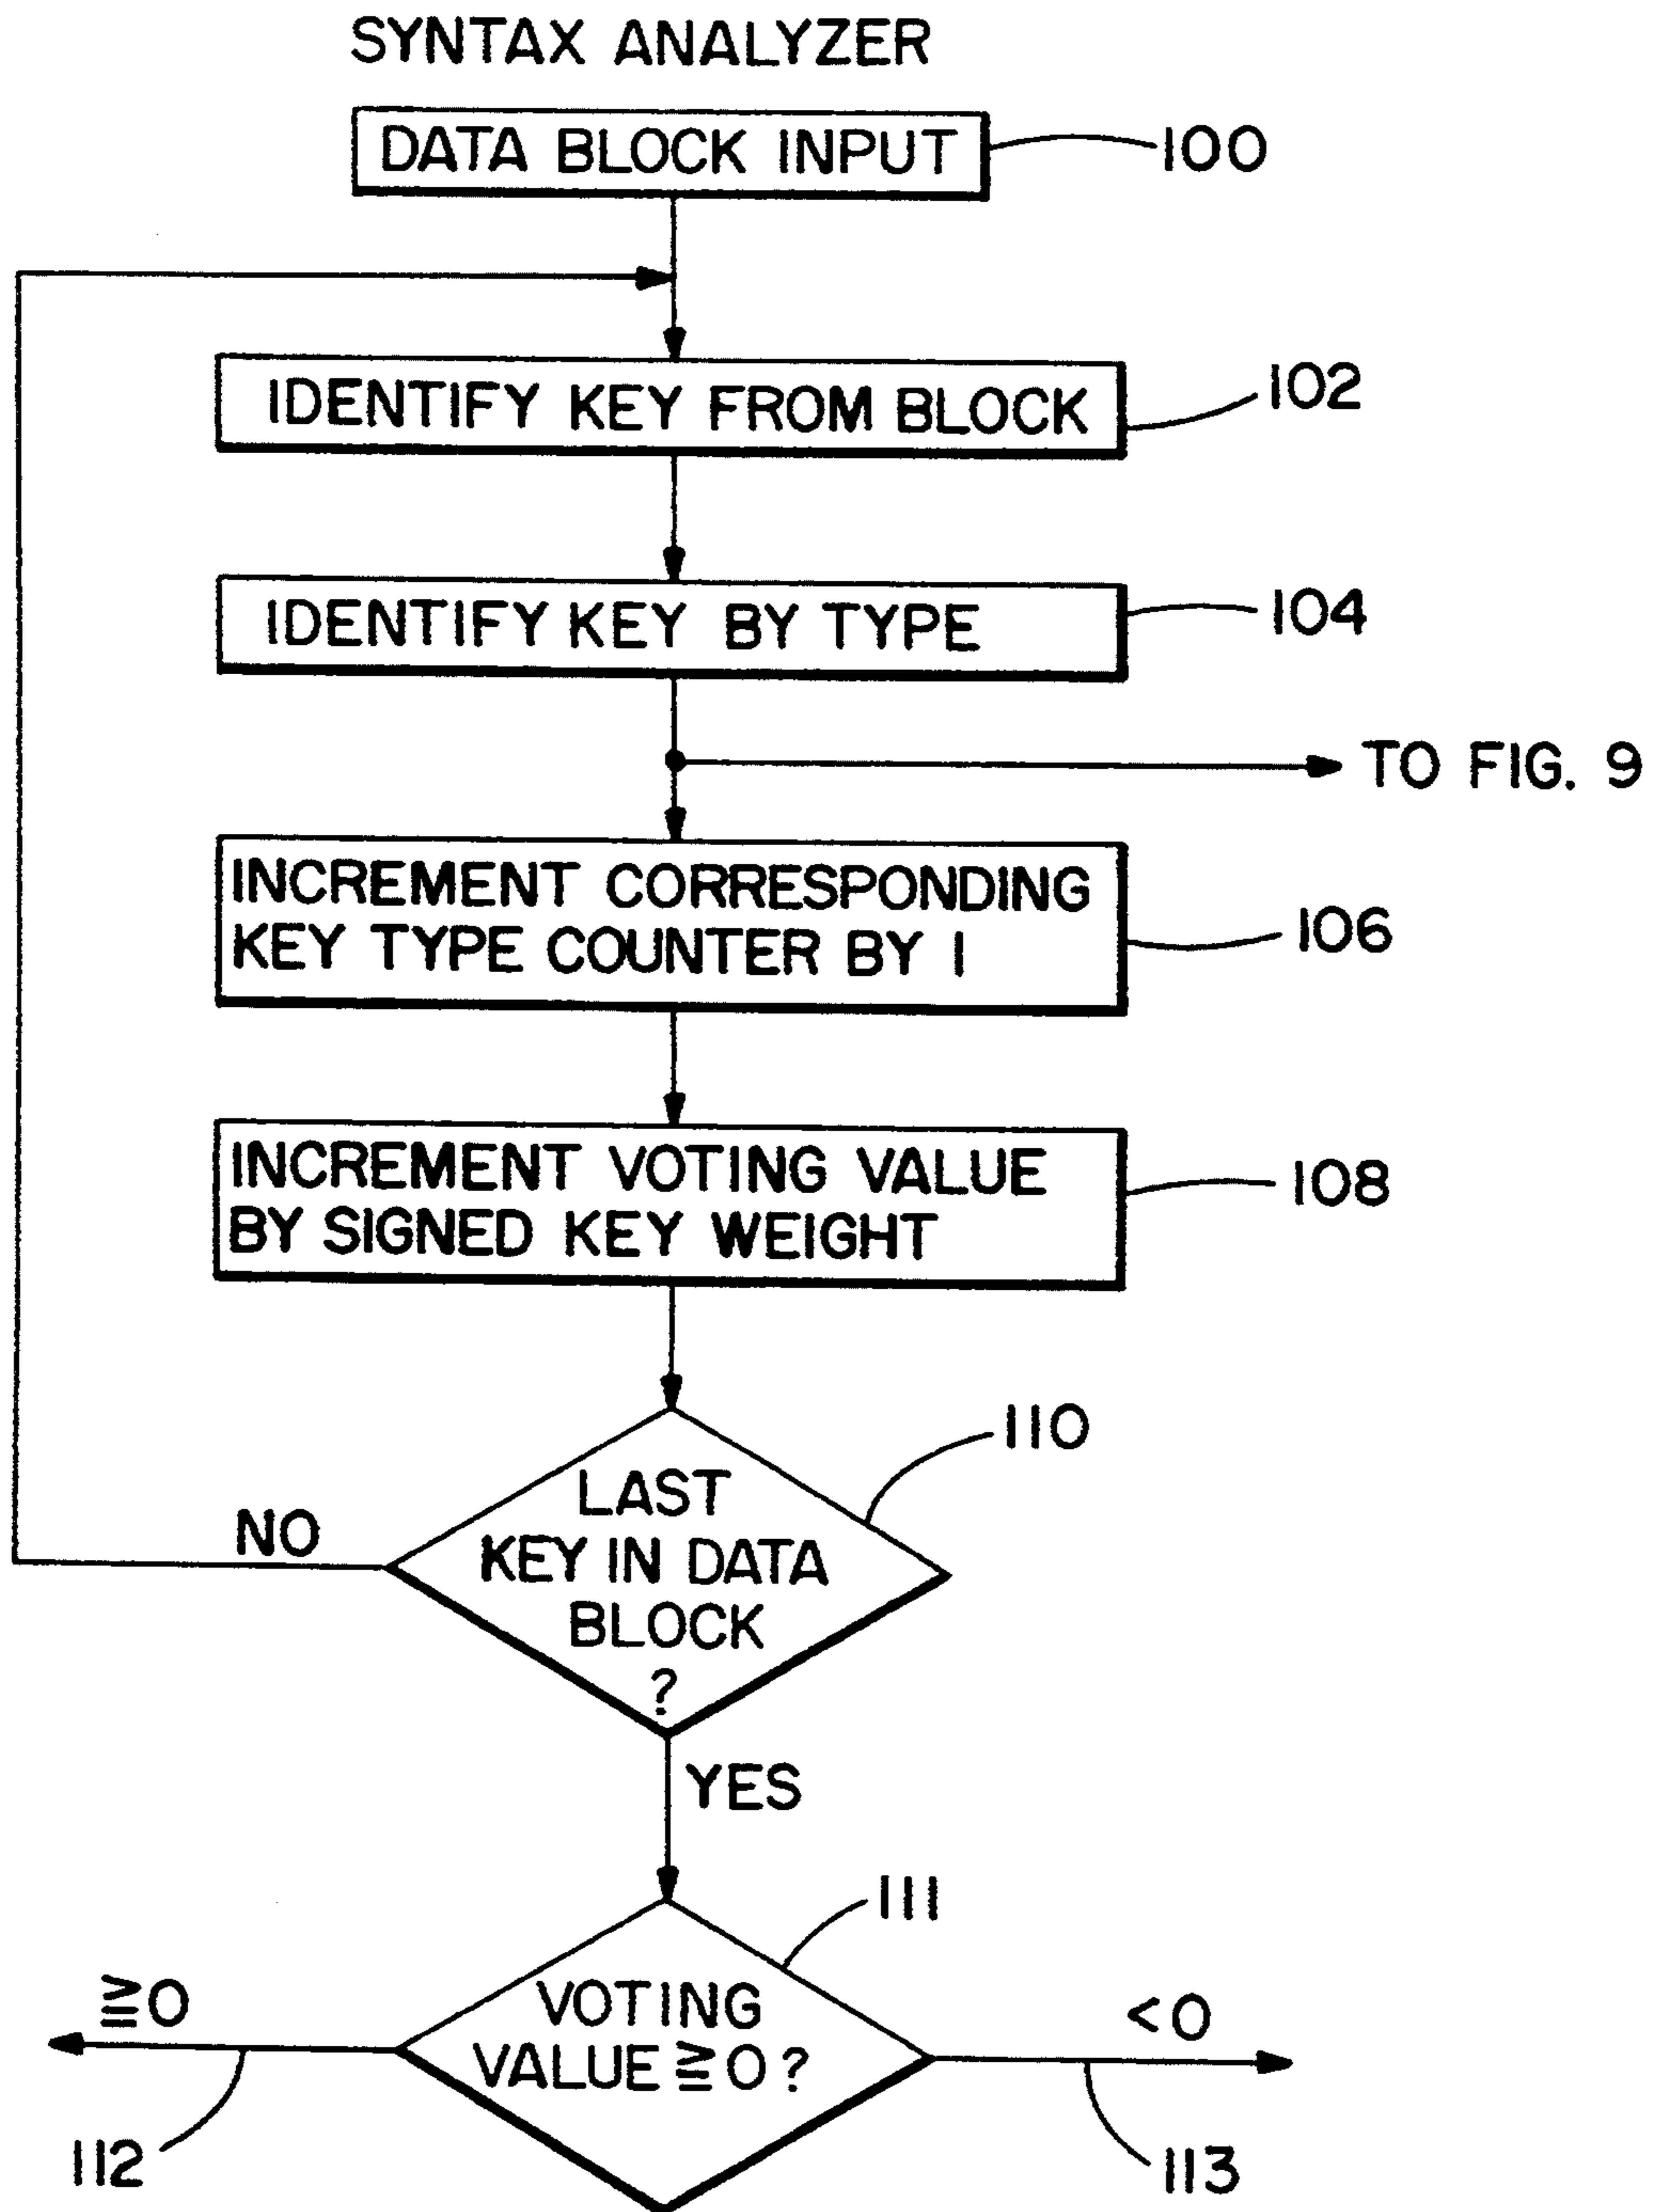 SYNTAX ANALYZER
DATA BLOCK INPUT
100
IDENTIFY KEY FROM BLOCK
102
IDENTIFY KEY BY TYPE
104
TO FIG. 9
INCREMENT CORRESPONDING
KEY TYPE COUNTER BY 1
106
INCREMENT VOTING VALUE
BY SIGNED KEY WEIGHT
108
110
LAST
KEY IN DATA
BLOCK
?
NO
YES
111
VOTING
VALUE ≧ 0?
≧0
<0
112
113